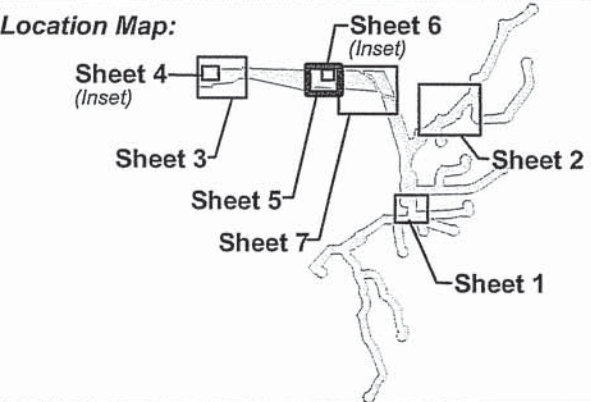 Location Map:
Sheet 6
(Inset)
Sheet 4
(Inset)
Sheet 3
Sheet 2
Sheet 5
Sheet 7
Sheet 1